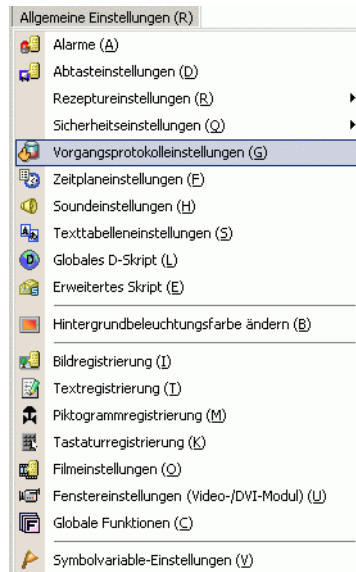 Allgemeine Einstellungen (R)
Alarme (A)
Abtasteinstellungen (D)
Rezeptureinstellungen (R)
Sicherheitseinstellungen (Q)
Vorgangsprotokolleinstellungen (G)
Zeitplaneinstellungen (F)
Soundeinstellungen (H)
Texttabelleneinstellungen (S)
Globales D-Skript (L)
Erweitertes Skript (E)
Hintergrundbeleuchtungsfarbe ändern (B)
Bildregistrierung (I)
Textregistrierung (T)
Piktogrammregistrierung (M)
Tastaturregistrierung (K)
Filmeinstellungen (O)
Fenstereinstellungen (Video-/DVI-Modul) (U)
Globale Funktionen (C)
Symbolvariable-Einstellungen (V)